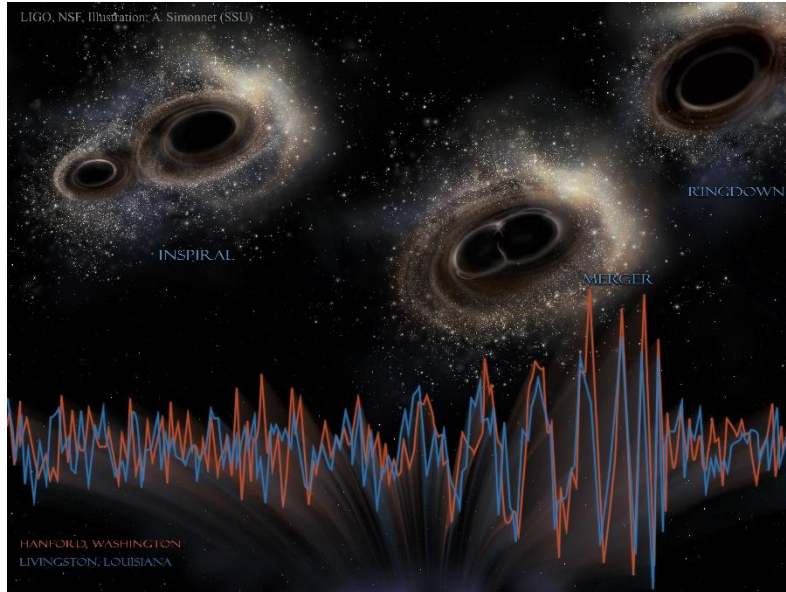 LIGO, NSF, Illustration: A. Simonnet (SSU)
RINGDOWN
INSPIRAL
MERGER
HANFORD, WASHINGTON
LIVINGSTON, LOUISIANA